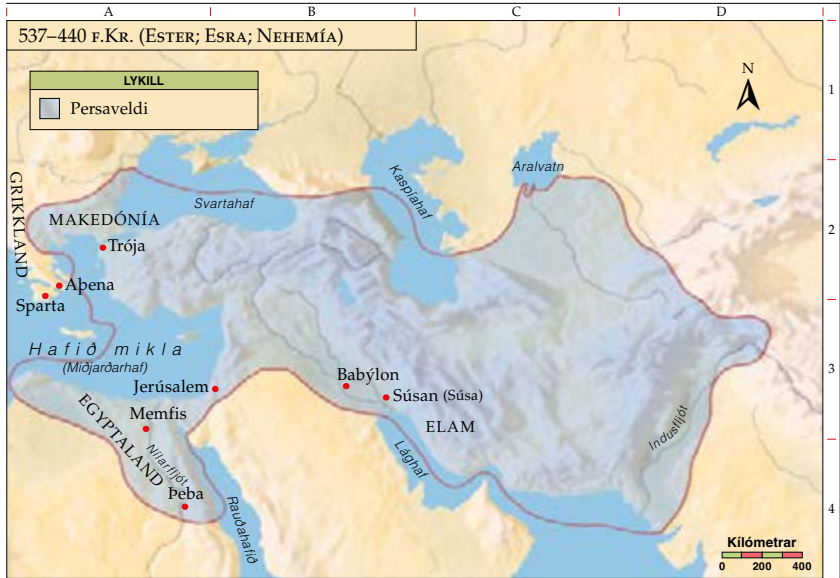 A B C D
537–440 F.KR. (ESTER; ESRA; NEHEMÍA)
LYKILL
Persaveldi
N
1
2
3
4
GRIKKLAND
MAKEDÓNÍA
Svartahaf
Kaspíahaf
Aralvatn
Trója
Aþena
Sparta
Hafið mikla
(Miðjarðarhaf)
Jerúsalem
Babýlon
Súsan (Súsa)
ELAM
EGYPTALAND
Memfis
Nílarfljót
Þeba
Rauðahafið
Lághaf
Indusfljót
Kílómetrar
0 200 400